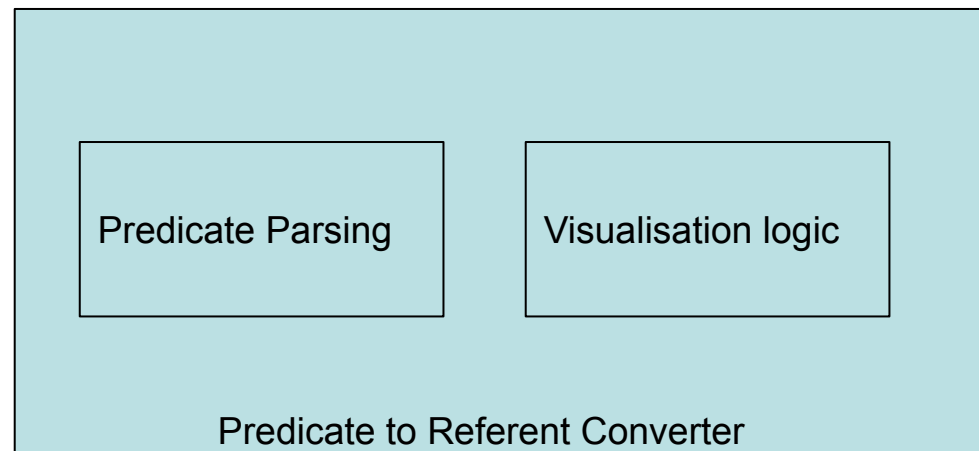 Predicate Parsing
Visualisation logic
Predicate to Referent Converter